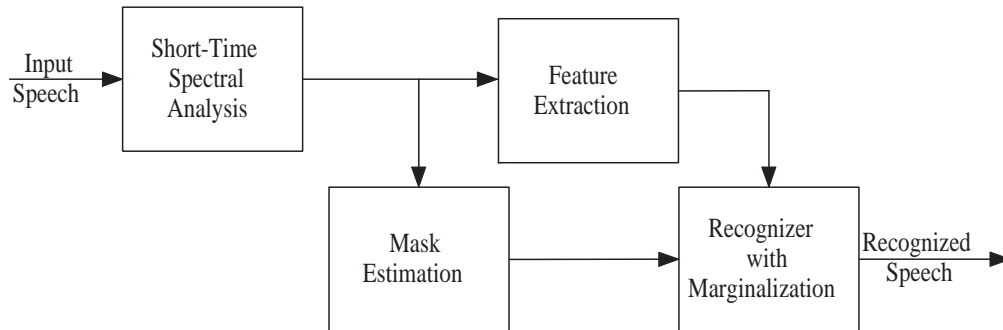 Input
Speech
Short-Time
Spectral
Analysis
Feature
Extraction
Mask
Estimation
Recognizer
with
Marginalization
Recognized
Speech